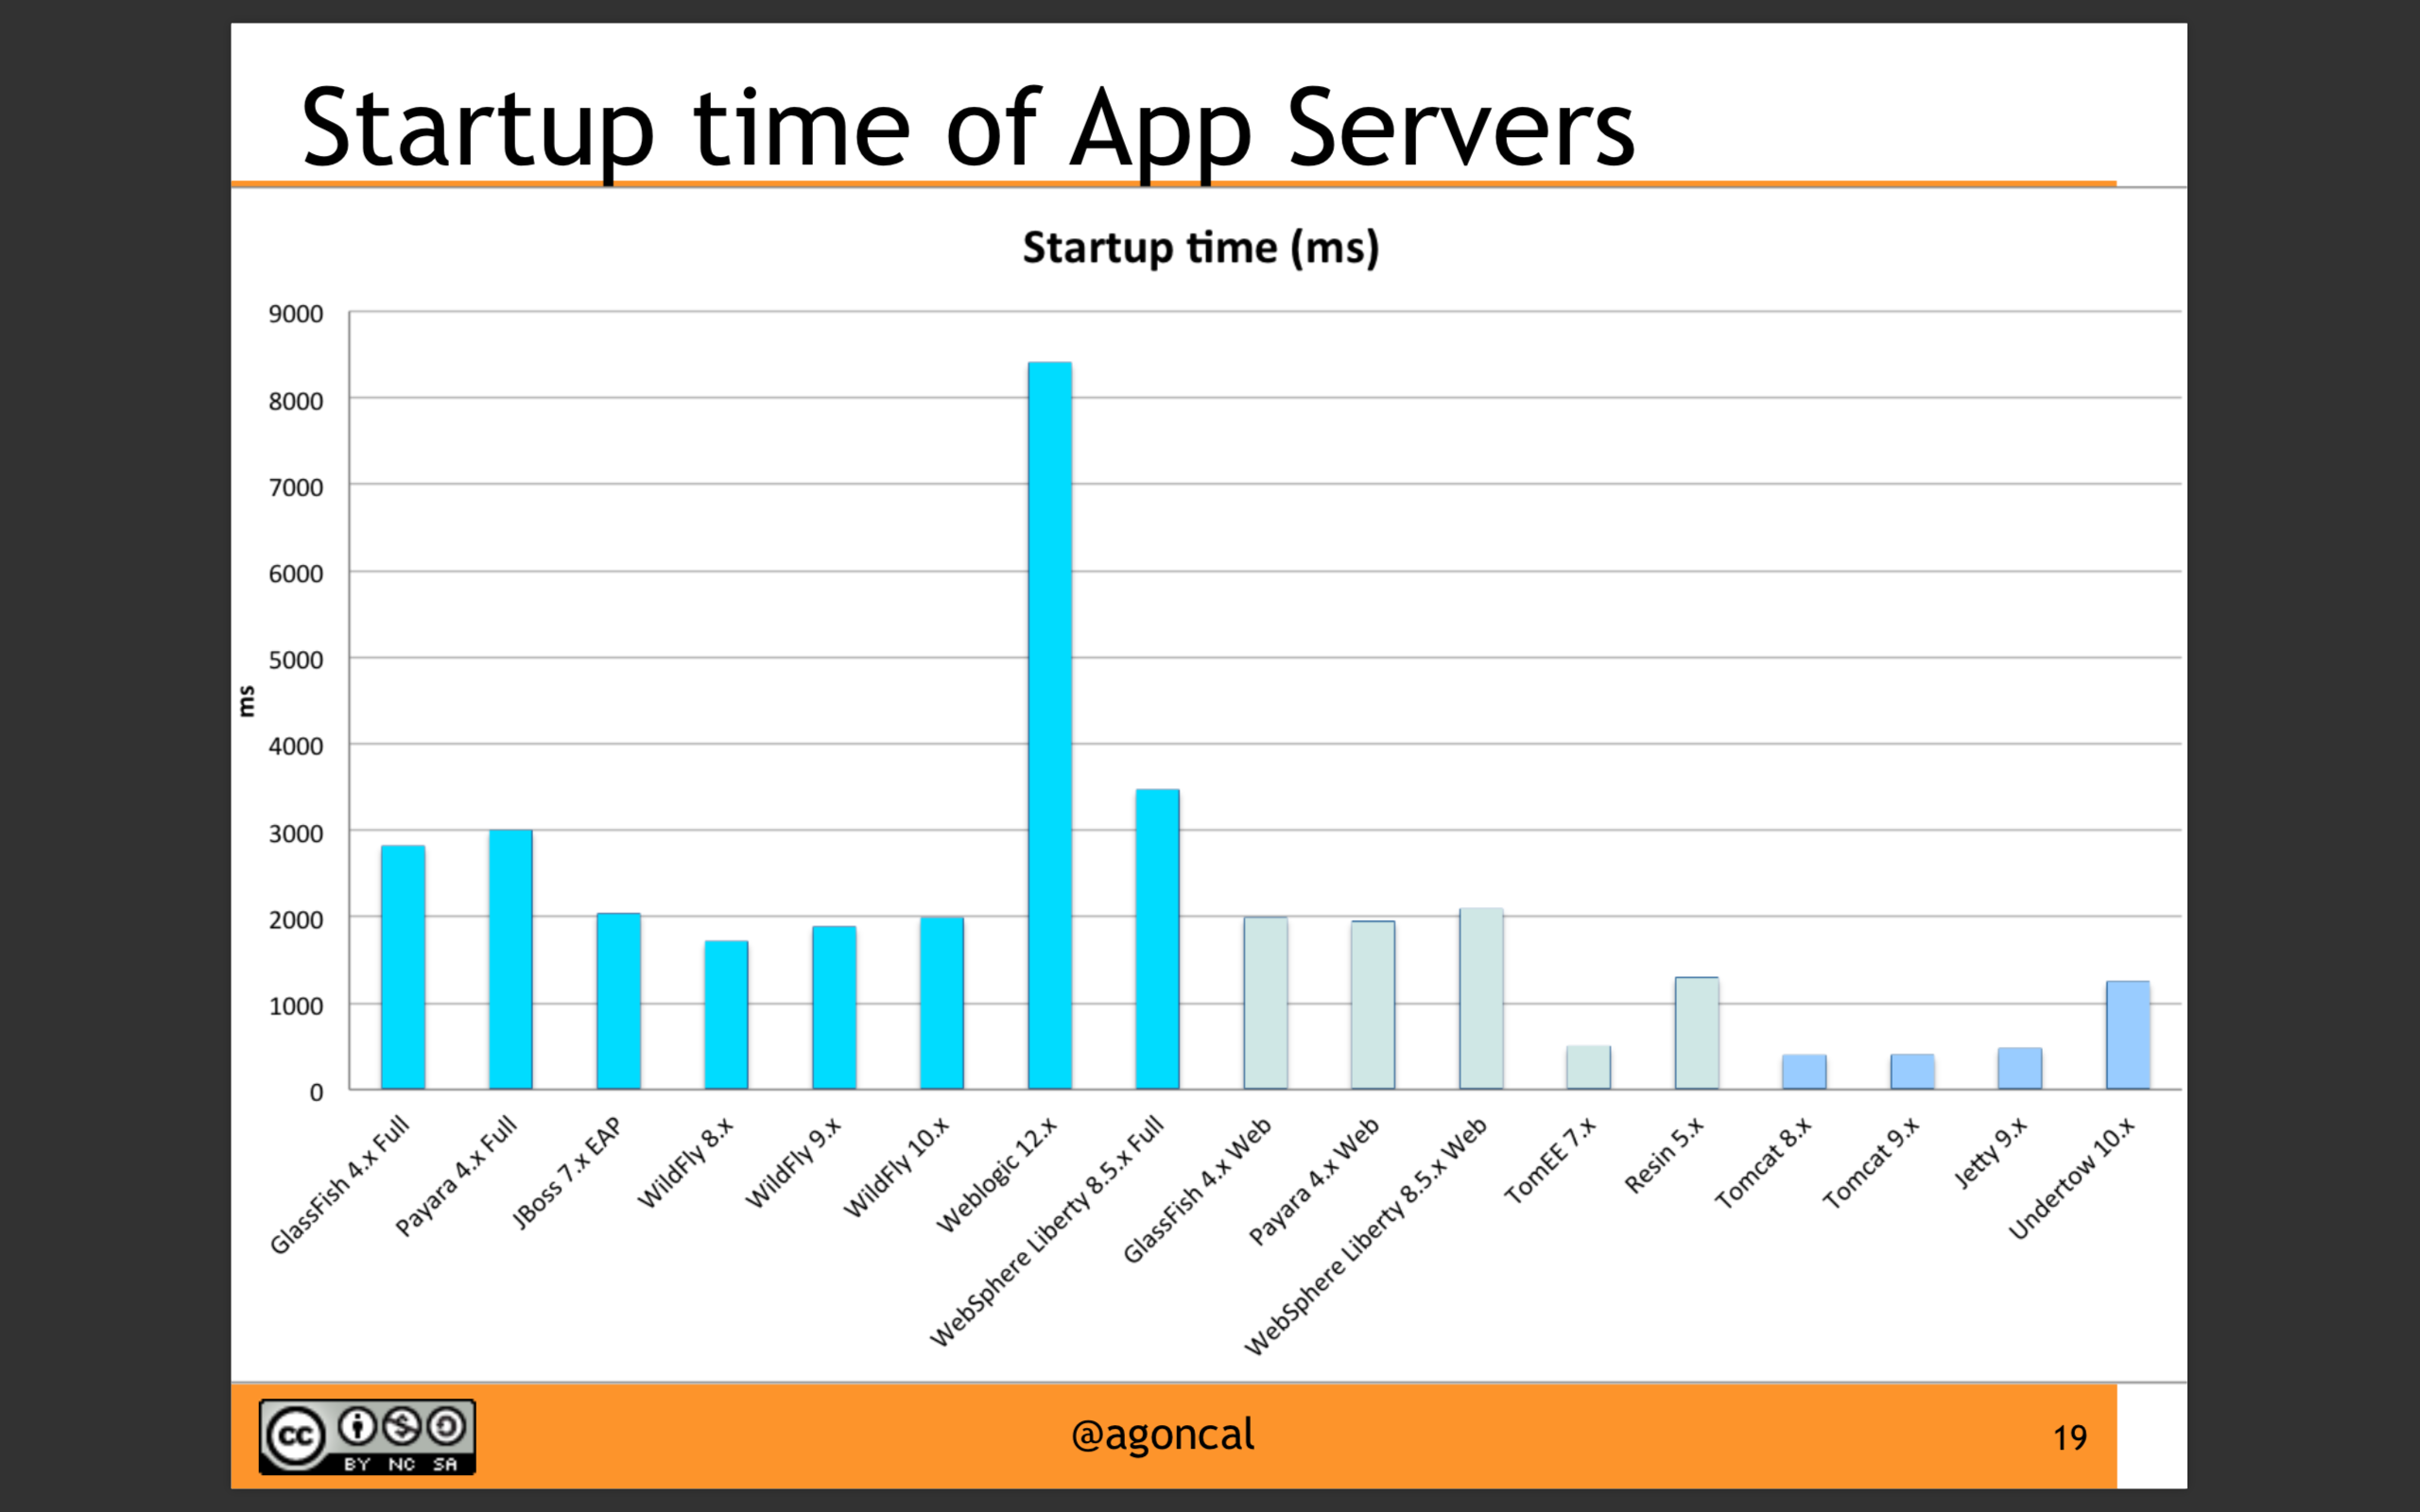 Startup time of App Servers
Startup time (ms)
9000
8000
7000
6000
5000
4000
3000
2000
1000
0
ms
GlassFish 4.x Full
Payara 4.x Full
JBoss 7.x EAP
WildFly 8.x
WildFly 9.x
WildFly 10.x
Weblogic 12.x
WebSphere Liberty 8.5.x Full
GlassFish 4.x Web
Payara 4.x Web
WebSphere Liberty 8.5.x Web
TomEE 7.x
Resin 5.x
Tomcat 8.x
Tomcat 9.x
Jetty 9.x
Undertow 10.x
cc
BY NC SA
@agoncal
19